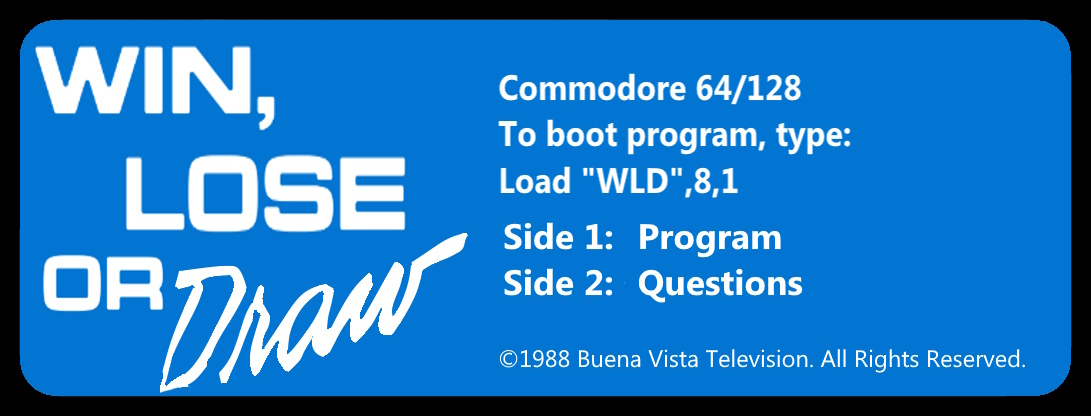 WIN,
LOSE
OR Draw
Commodore 64/128
To boot program, type:
Load "WLD",8,1
Side 1: Program
Side 2: Questions
©1988 Buena Vista Television. All Rights Reserved.